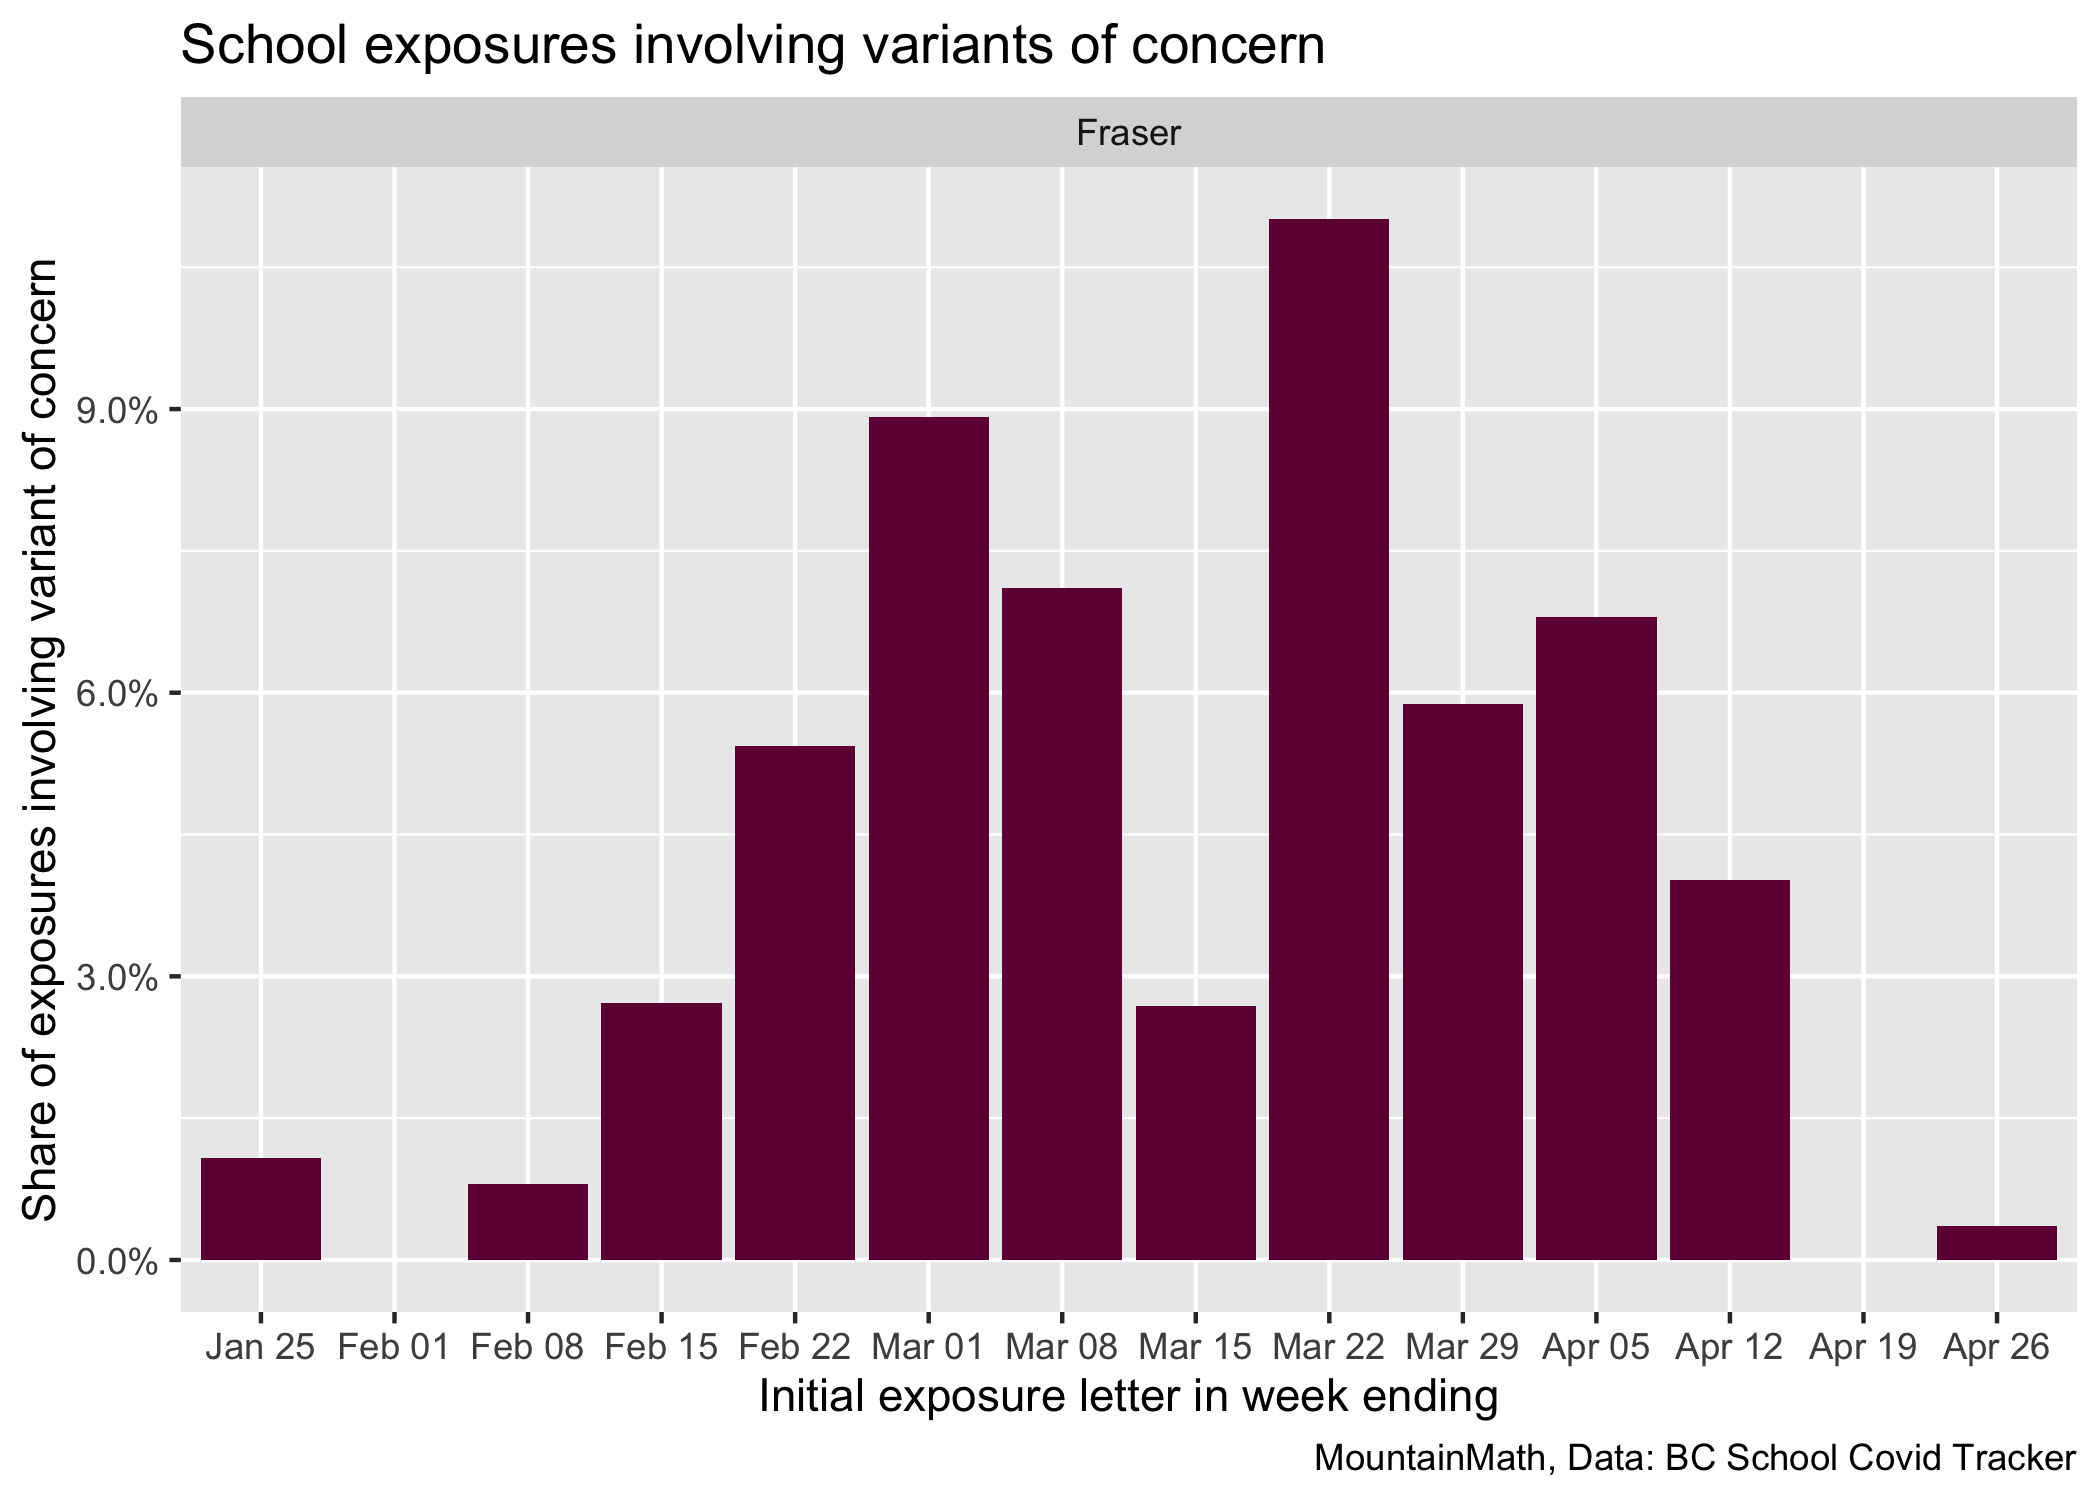 School exposures involving variants of concern
Fraser
Share of exposures involving variant of concern
9.0%
6.0%
3.0%
0.0%
Jan 25 Feb 01 Feb 08 Feb 15 Feb 22 Mar 01 Mar 08 Mar 15 Mar 22 Mar 29 Apr 05 Apr 12 Apr 19 Apr 26
Initial exposure letter in week ending
MountainMath, Data: BC School Covid Tracker